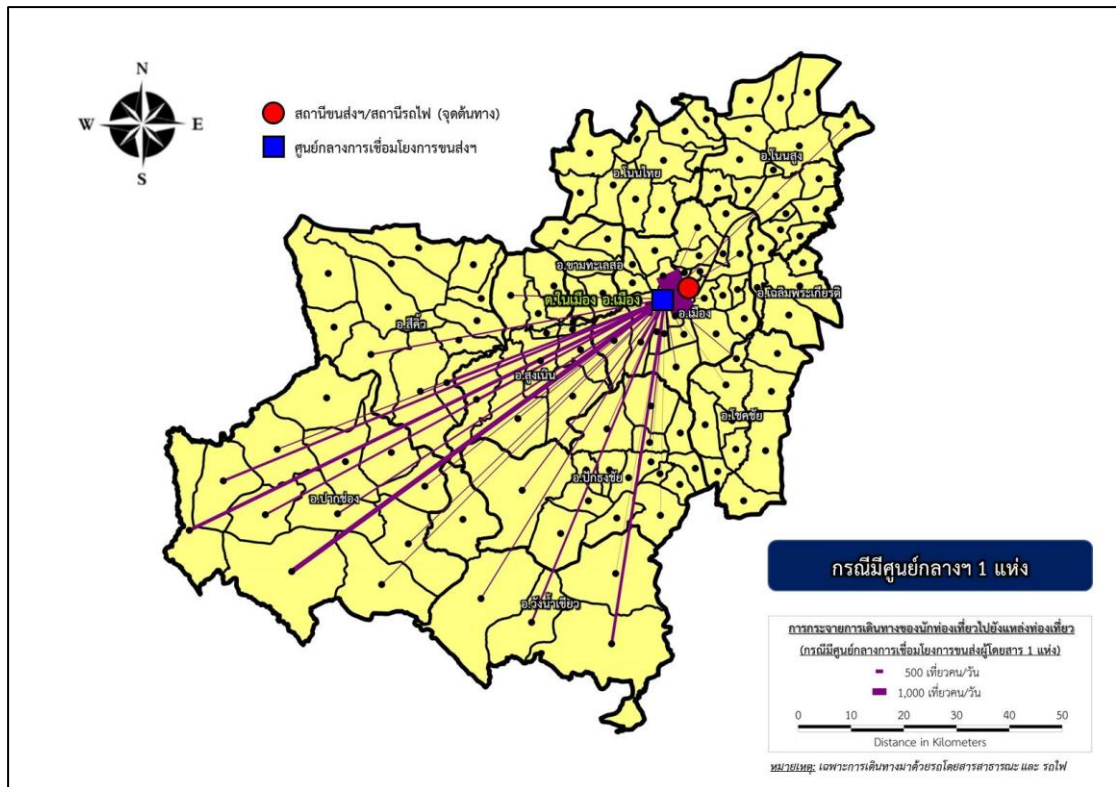 N
W E
S
สถานีขนส่งฯ/สถานีรถไฟ (จุดต้นทาง)
ศูนย์กลางการเชื่อมโยงการขนส่งฯ
อ.โนนสูง
อ.โนนไทย
อ.ขามทะเลสอ
อ.เฉลิมพระเกียรติ
ต.ในเมือง อ.เมือง
อ.เมือง
อ.สีคิ้ว
อ.สูงเนิน
อ.โชคชัย
อ.ปักธงชัย
อ.ปากช่อง
อ.วังน้ำเขียว
กรณีมีศูนย์กลางฯ 1 แห่ง
การกระจายการเดินทางของนักท่องเที่ยวไปยังแหล่งท่องเที่ยว
(กรณีมีศูนย์กลางการเชื่อมโยงการขนส่งผู้โดยสาร 1 แห่ง)
500 เที่ยวคน/วัน
1,000 เที่ยวคน/วัน
0 10 20 30 40 50
Distance in Kilometers
หมายเหตุ: เฉพาะการเดินทางมาด้วยรถโดยสารสาธารณะ และ รถไฟ